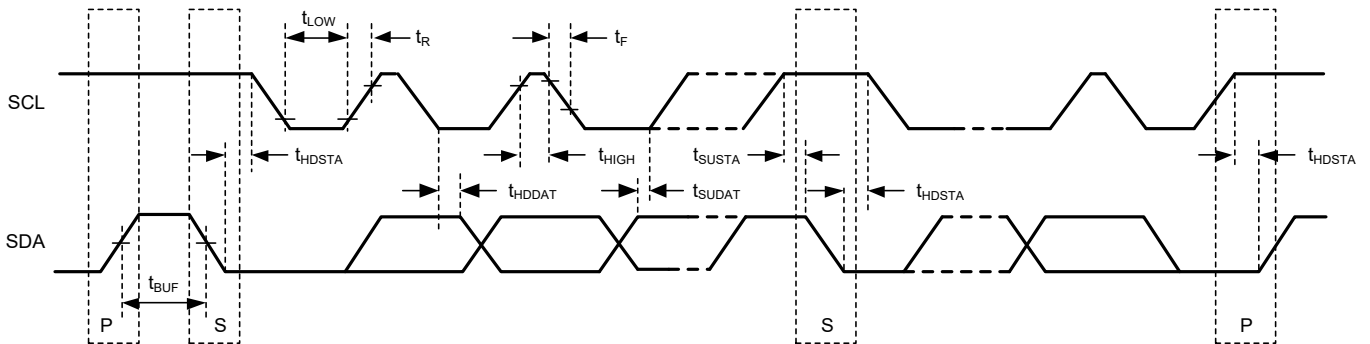 tLOW
tR
tF
SCL
tHDSTA
tHIGH
tSUSTA
tHDSTA
tHDDAT
tSUDAT
tHDSTA
SDA
tBUF
P
S
S
P